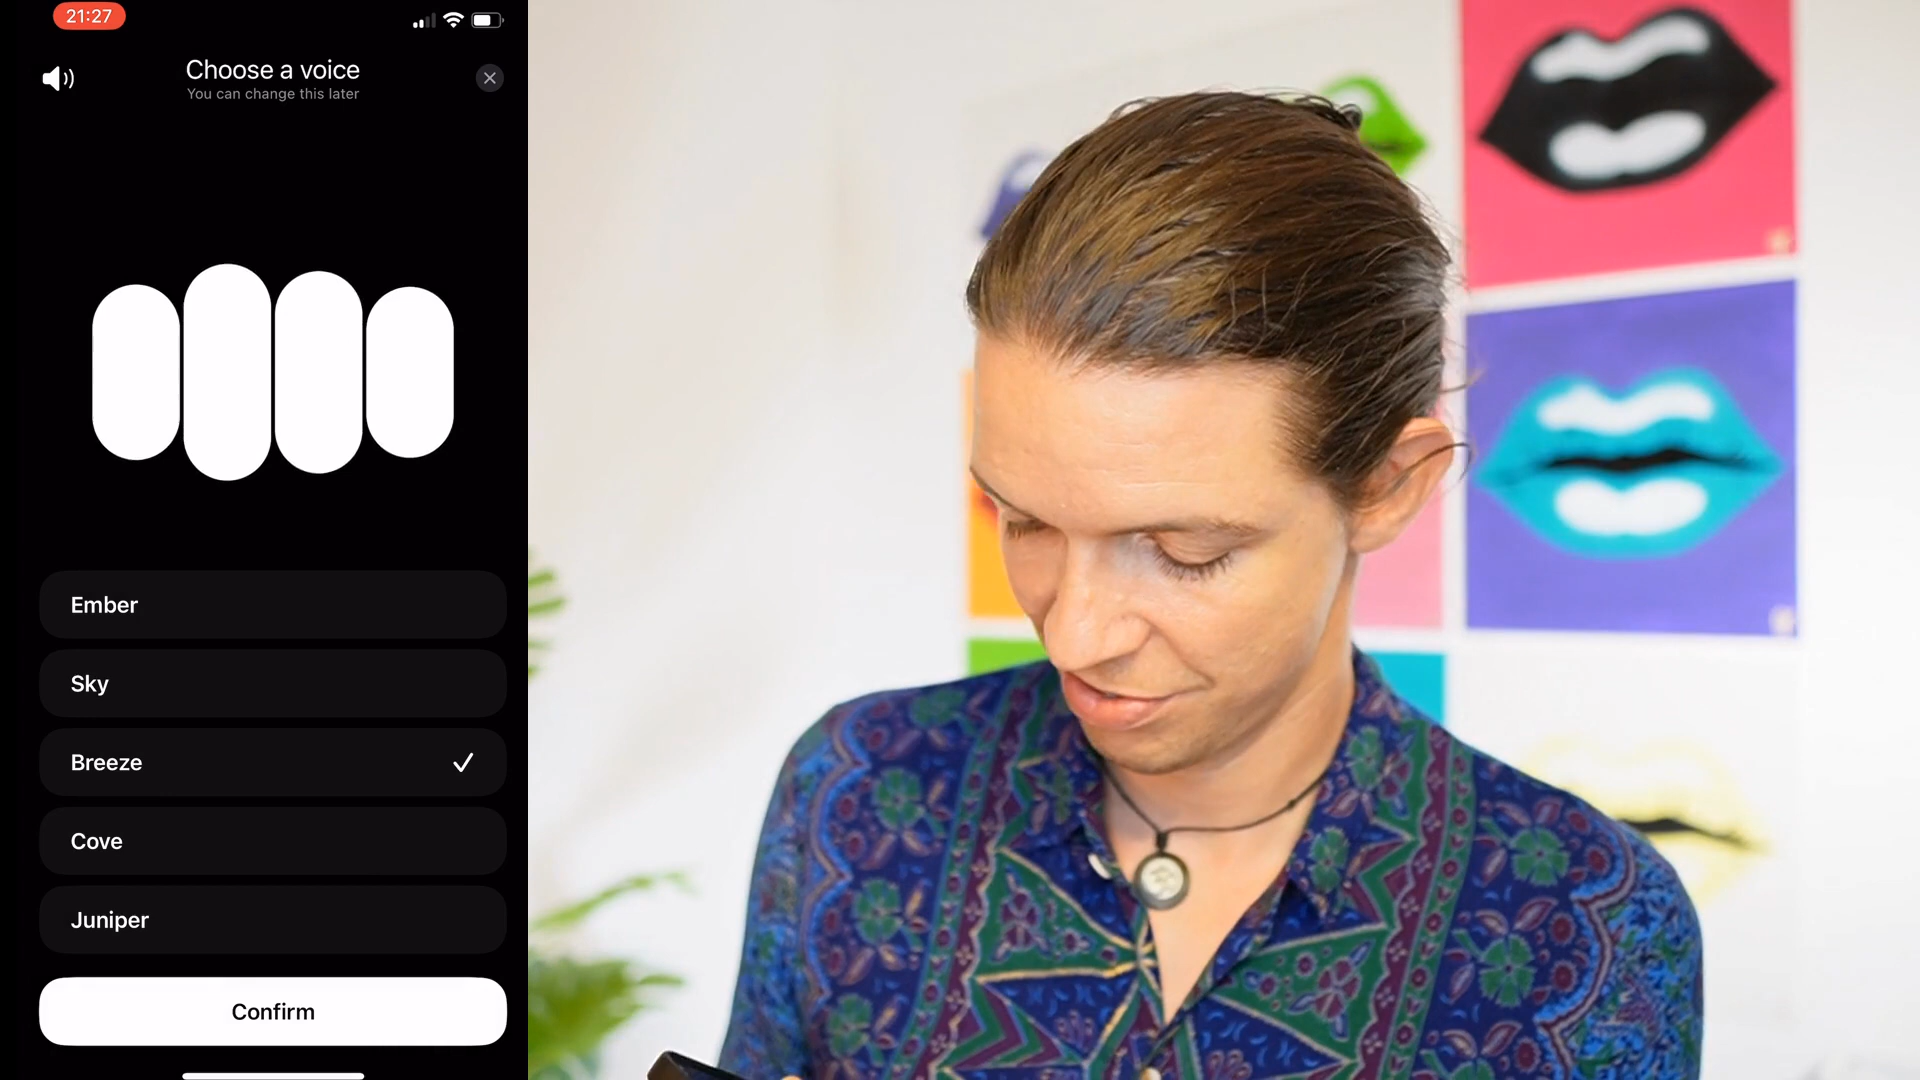 21:27
Choose a voice
You can change this later
Ember
Sky
Breeze
Cove
Juniper
Confirm